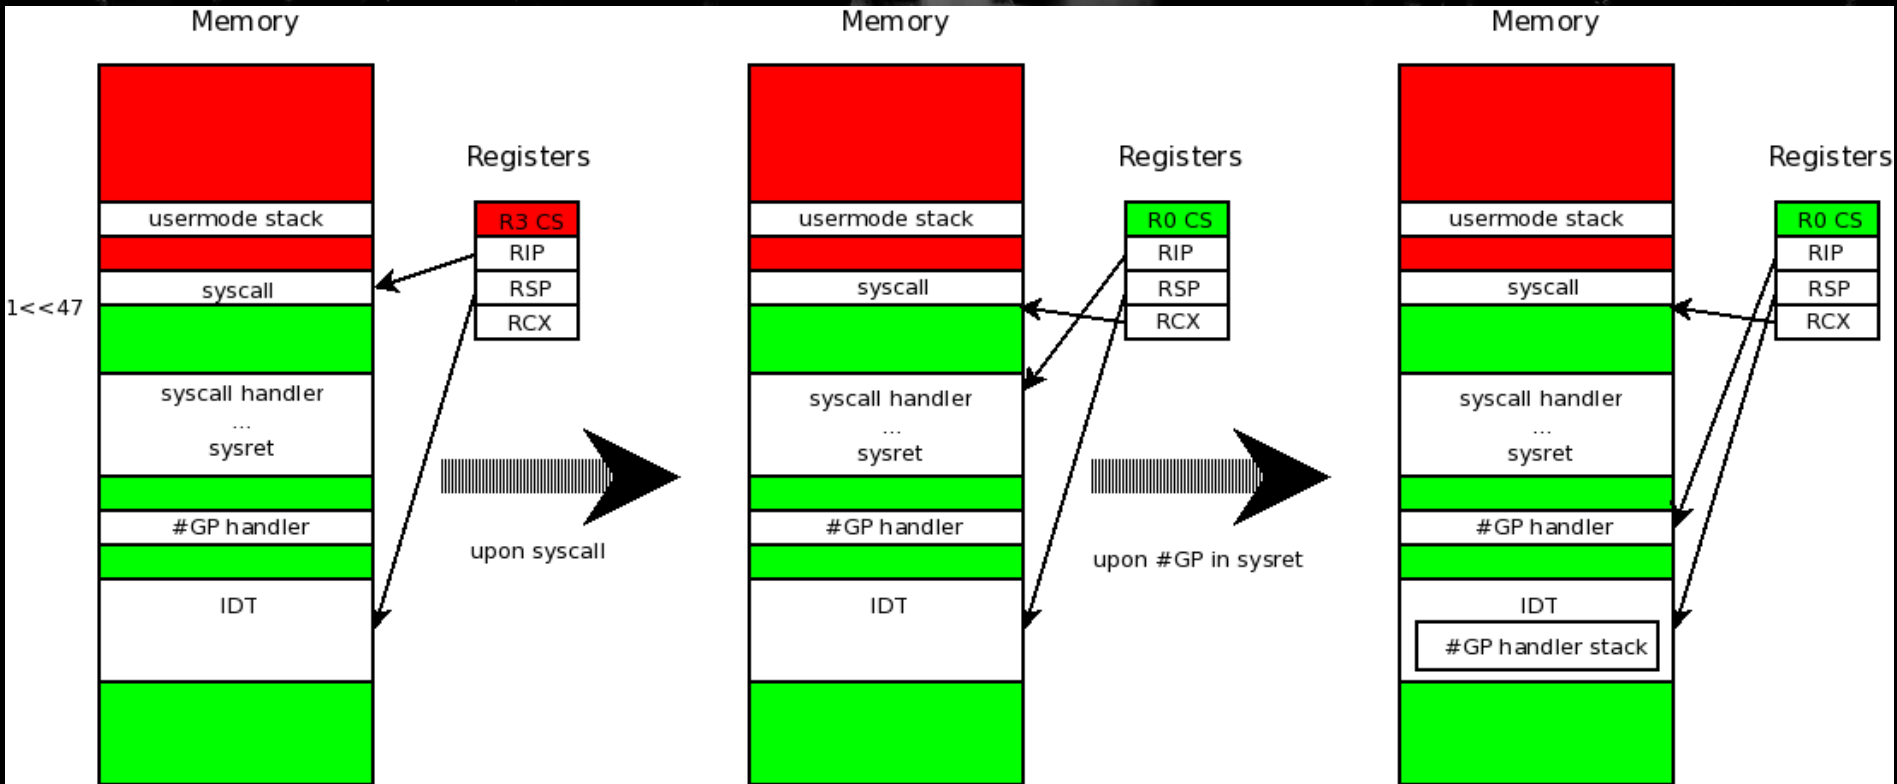 Memory
Memory
Memory
Registers
Registers
Registers
usermode stack
R3 CS
usermode stack
R0 CS
usermode stack
R0 CS
RIP
RIP
RIP
syscall
RSP
syscall
RSP
syscall
RSP
1<<47
RCX
RCX
RCX
syscall handler
...
sysret
syscall handler
...
sysret
syscall handler
...
sysret
#GP handler
upon syscall
#GP handler
upon #GP in sysret
#GP handler
IDT
IDT
IDT
#GP handler stack